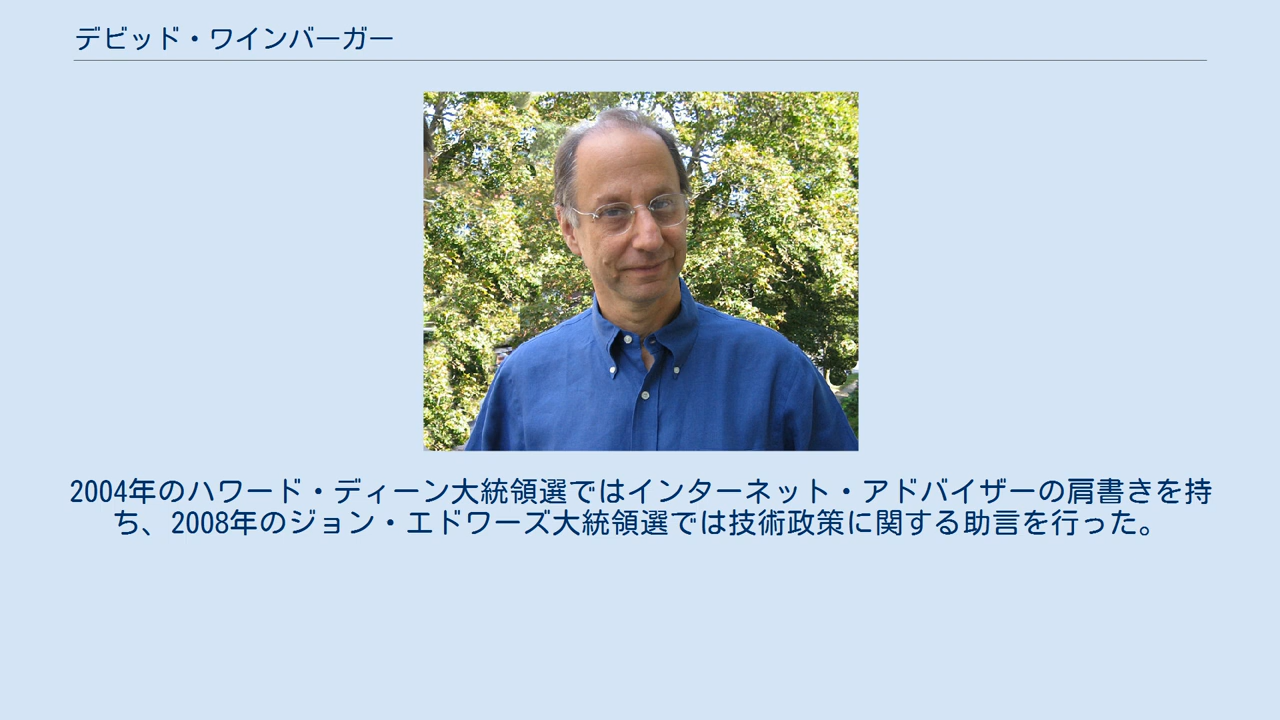 デビッド・ワインバーガー
2004年のハワード・ディーン大統領選ではインターネット・アドバイザーの肩書きを持
ち、2008年のジョン・エドワーズ大統領選では技術政策に関する助言を行った。